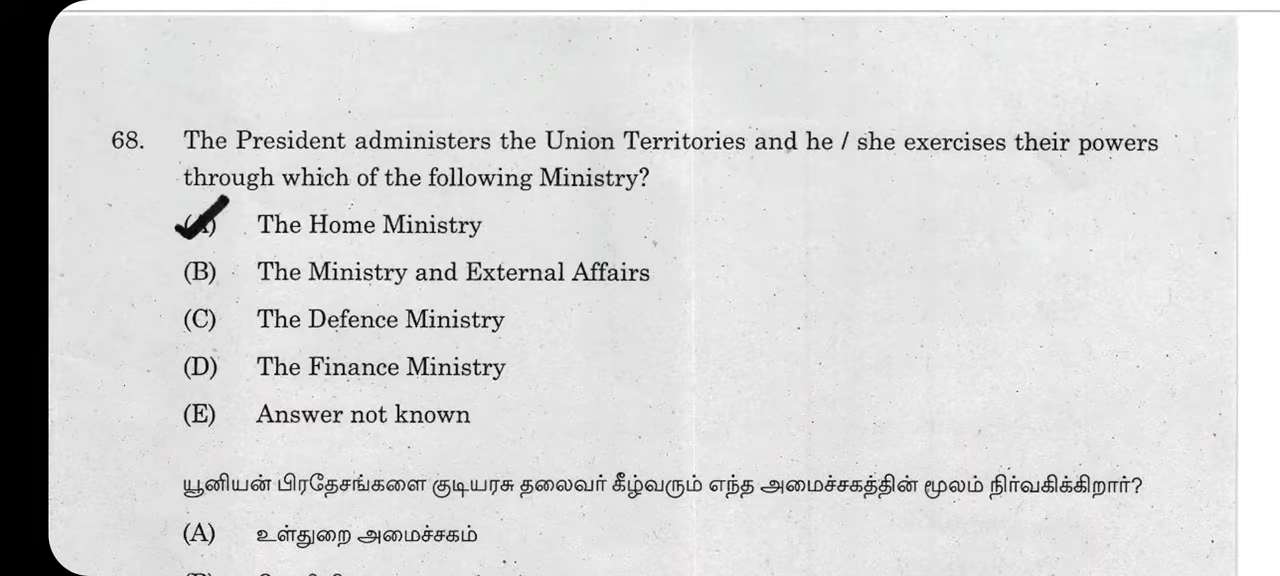 68. The President administers the Union Territories and he / she exercises their powers
through which of the following Ministry?
(A) The Home Ministry
(B) The Ministry and External Affairs
(C) The Defence Ministry
(D) The Finance Ministry
(E) Answer not known
யூனியன் பிரதேசங்களை குடியரசு தலைவர் கீழ்வரும் எந்த அமைச்சகத்தின் மூலம் நிர்வகிக்கிறார்?
(A) உள்துறை அமைச்சகம்